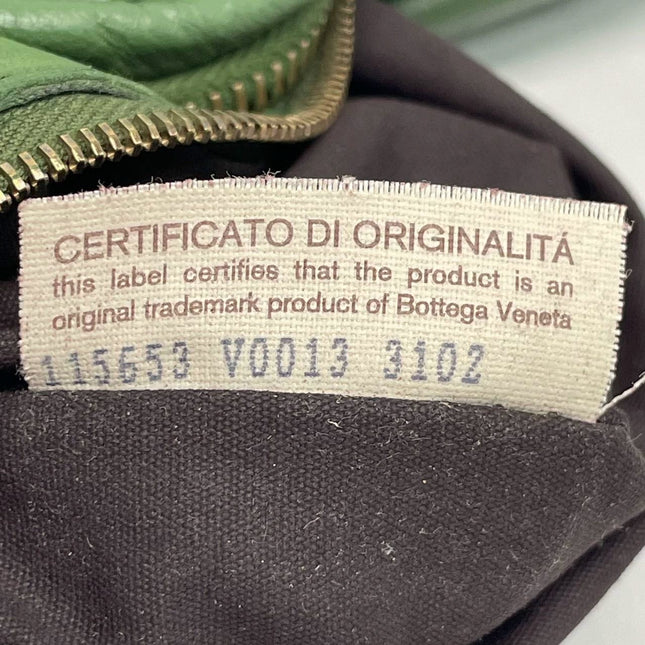 CERTIFICATO DI ORIGINALITÁ
this label certifies that the product is an
original trademark product of Bottega Veneta
115653 V0013 3102